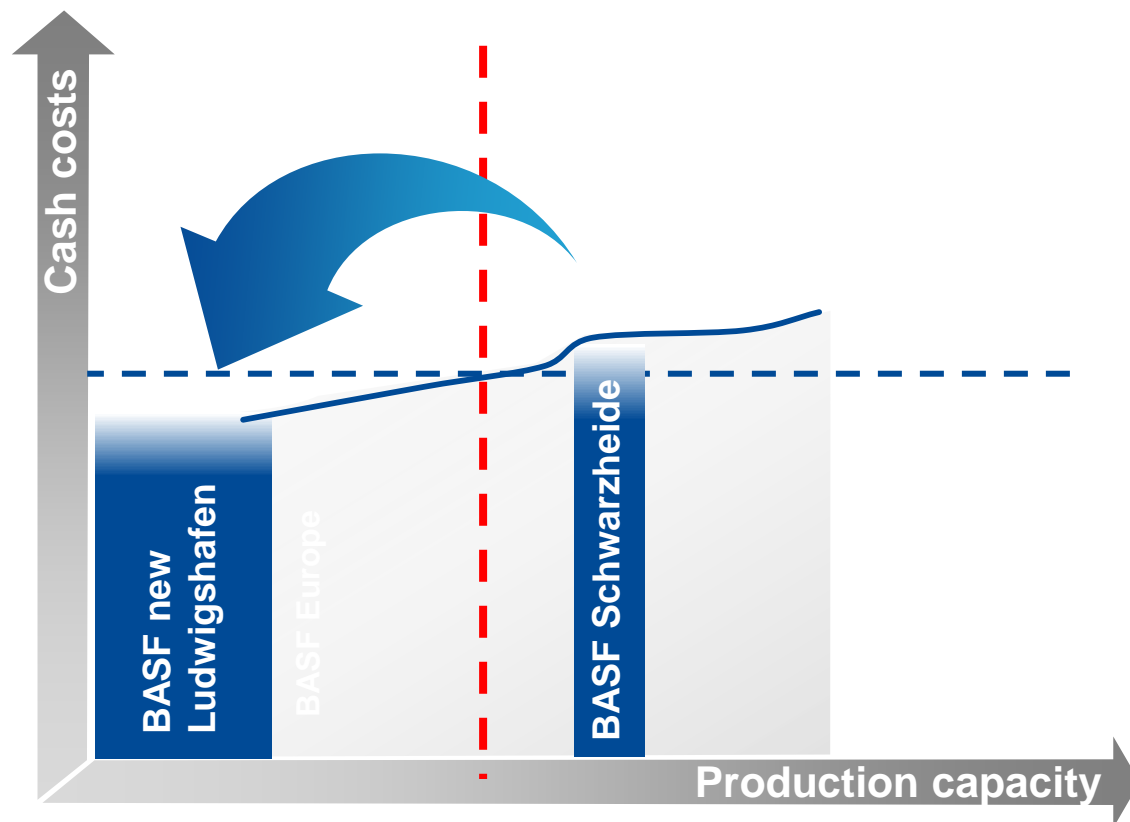 Cash costs
BASF new
Ludwigshafen
BASF Europe
BASF Schwarzheide
Production capacity